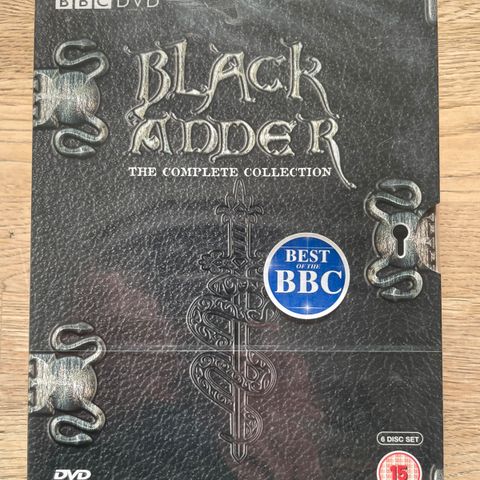 BBC DVD
BLACK
ADDER
THE COMPLETE COLLECTION
BEST
OF THE
BBC
6 DISC SET
DVD
15